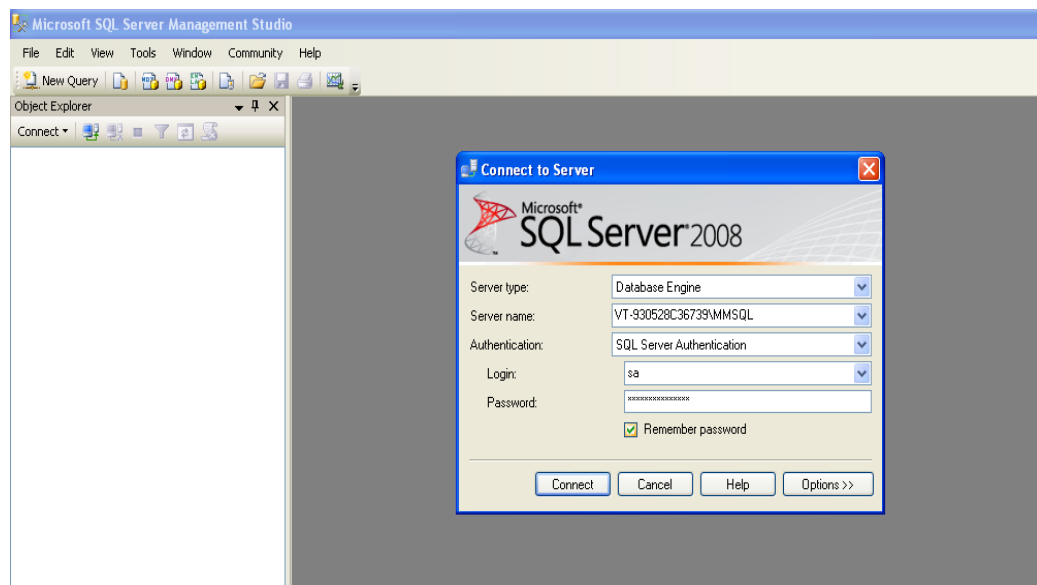 Microsoft SQL Server Management Studio
File Edit View Tools Window Community Help
New Query
Object Explorer
Connect
Connect to Server
Microsoft®
SQL Server® 2008
Server type: Database Engine
Server name: VT-930528C36739\MMSQL
Authentication: SQL Server Authentication
Login: sa
Password: xxxxxxxxxxxxxxx
Remember password
Connect Cancel Help Options >>